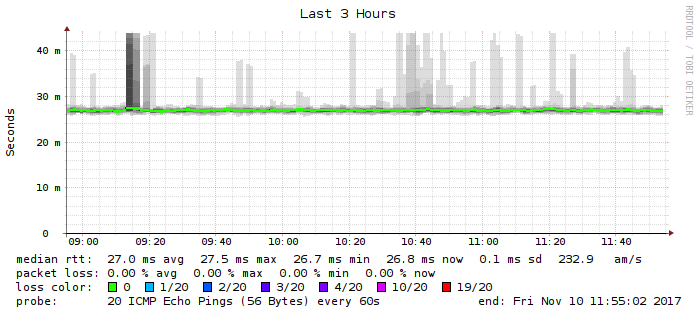 Last 3 Hours
RRDTOOL / TOBI OETIKER
Seconds
40 m
30 m
20 m
10 m
0
09:00 09:20 09:40 10:00 10:20 10:40 11:00 11:20 11:40
median rtt: 27.0 ms avg 27.5 ms max 26.7 ms min 26.8 ms now 0.1 ms sd 232.9 am/s
packet loss: 0.00 % avg 0.00 % max 0.00 % min 0.00 % now
loss color: 0 1/20 2/20 3/20 4/20 10/20 19/20
probe: 20 ICMP Echo Pings (56 Bytes) every 60s end: Fri Nov 10 11:55:02 2017